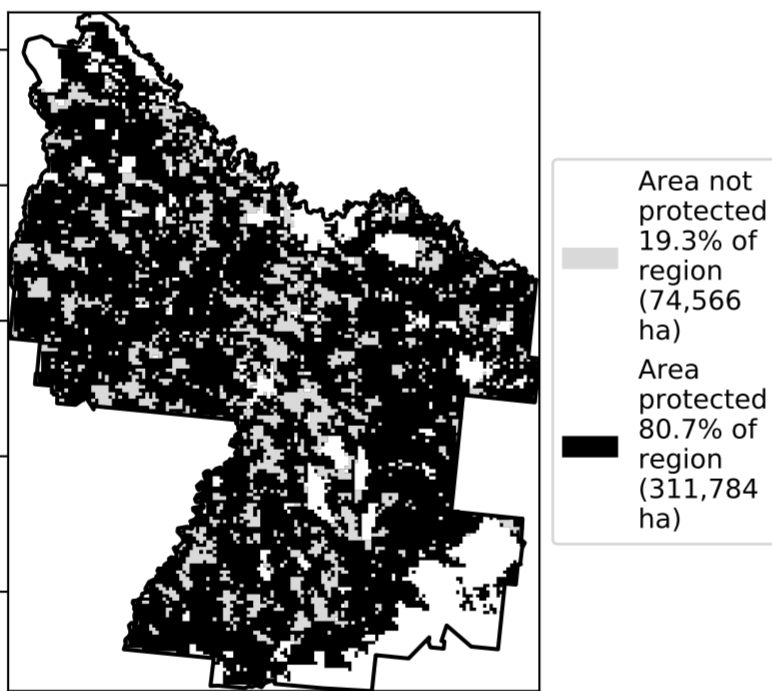 Area not
protected
19.3% of
region
(74,566
ha)
Area
protected
80.7% of
region
(311,784
ha)